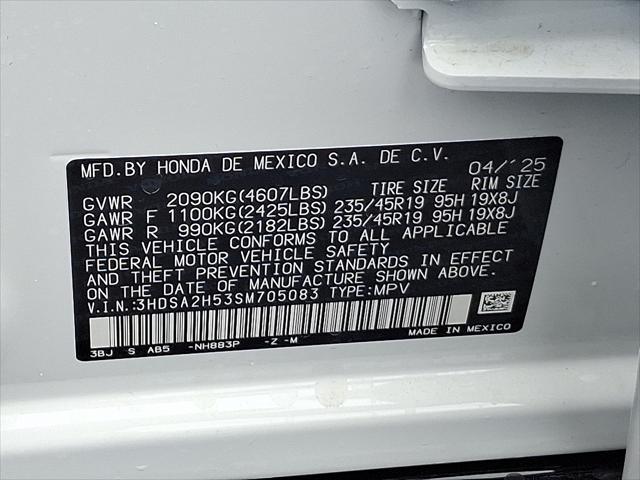 MFD. BY HONDA DE MEXICO S.A. DE C.V. 04/'25
TIRE SIZE RIM SIZE
GVWR 2090KG(4607LBS)
GAWR F 1100KG(2425LBS) 235/45R19 95H 19X8J
GAWR R 990KG(2182LBS) 235/45R19 95H 19X8J
THIS VEHICLE CONFORMS TO ALL APPLICABLE
FEDERAL MOTOR VEHICLE SAFETY
AND THEFT PREVENTION STANDARDS IN EFFECT
ON THE DATE OF MANUFACTURE SHOWN ABOVE.
V.I.N.:3HDSA2H53SM705083 TYPE:MPV
MADE IN MEXICO
3BJ S AB5 -NH883P -Z -M